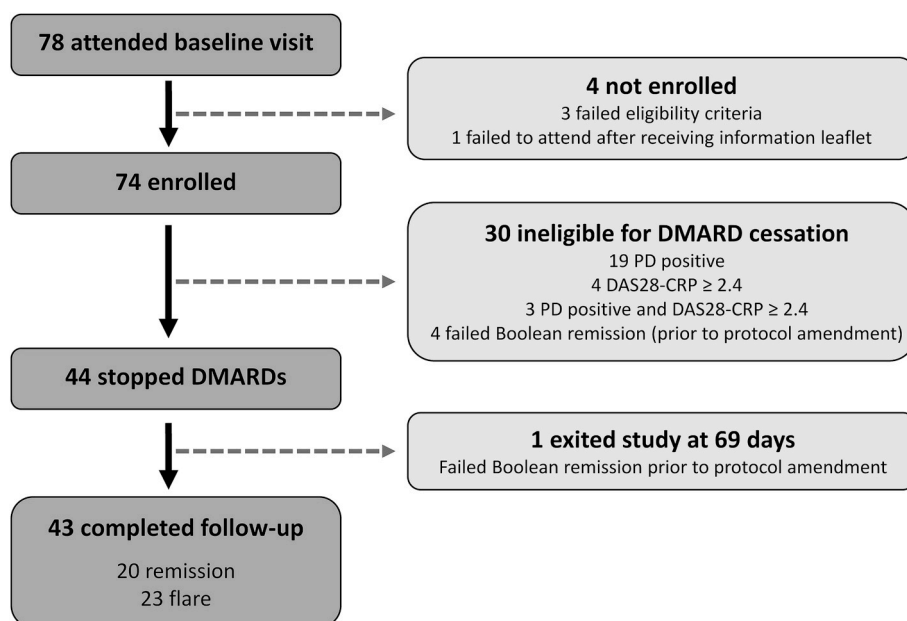 78 attended baseline visit
4 not enrolled
3 failed eligibility criteria
1 failed to attend after receiving information leaflet
74 enrolled
30 ineligible for DMARD cessation
19 PD positive
4 DAS28-CRP ≥ 2.4
3 PD positive and DAS28-CRP ≥ 2.4
4 failed Boolean remission (prior to protocol amendment)
44 stopped DMARDs
1 exited study at 69 days
Failed Boolean remission prior to protocol amendment
43 completed follow-up
20 remission
23 flare